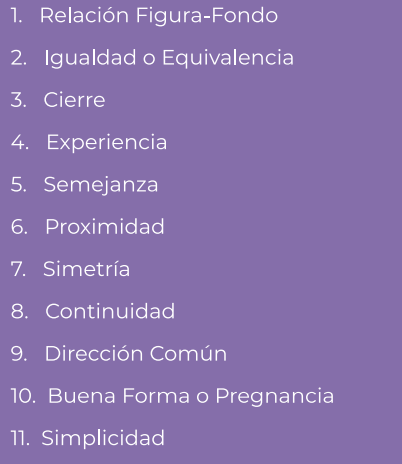 1. Relación Figura-Fondo
2. Igualdad o Equivalencia
3. Cierre
4. Experiencia
5. Semejanza
6. Proximidad
7. Simetría
8. Continuidad
9. Dirección Común
10. Buena Forma o Pregnancia
11. Simplicidad